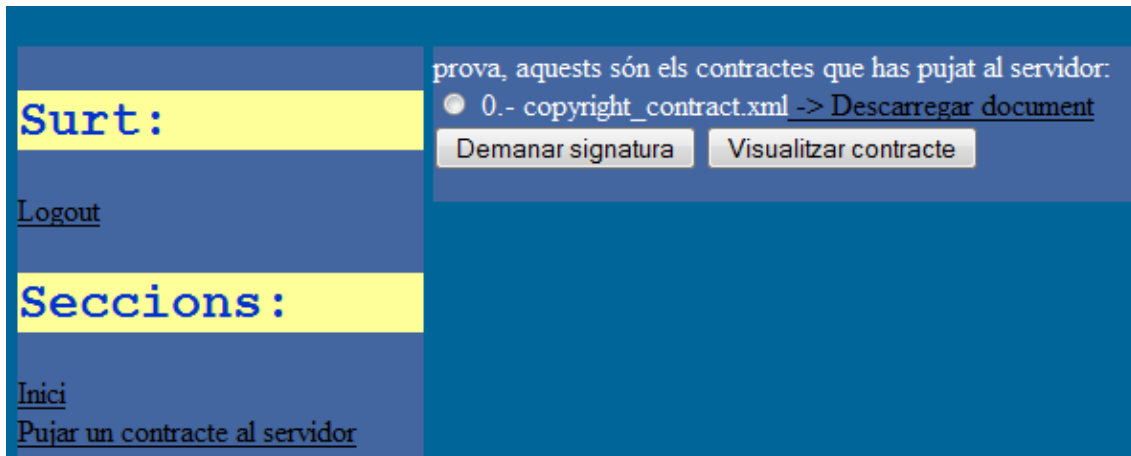 Surt:
Logout
Seccions:
Inici
Pujar un contracte al servidor
prova, aquests són els contractes que has pujat al servidor:
0.- copyright_contract.xml -> Descarregar document
Demanar signatura Visualitzar contracte